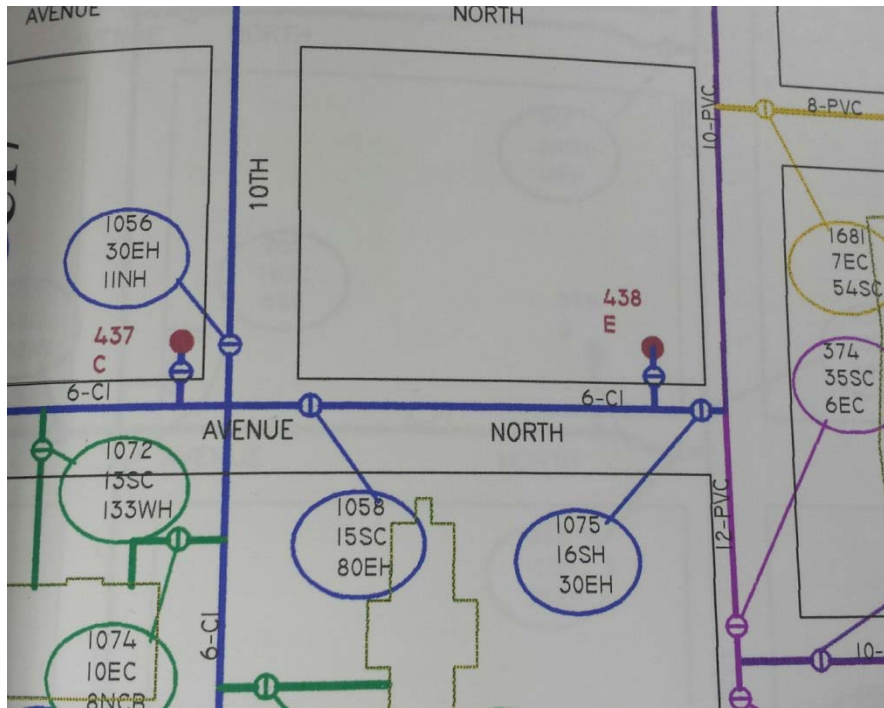 AVENUE
NORTH
10-PVC
8-PVC
10TH
1056
30EH
11NH
1681
7EC
54SC
437
C
438
E
374
35SC
6EC
6-CI
6-CI
AVENUE
NORTH
1072
13SC
133WH
1058
15SC
80EH
1075
16SH
30EH
12-PVC
6-CI
1074
10EC
8NCB
10-